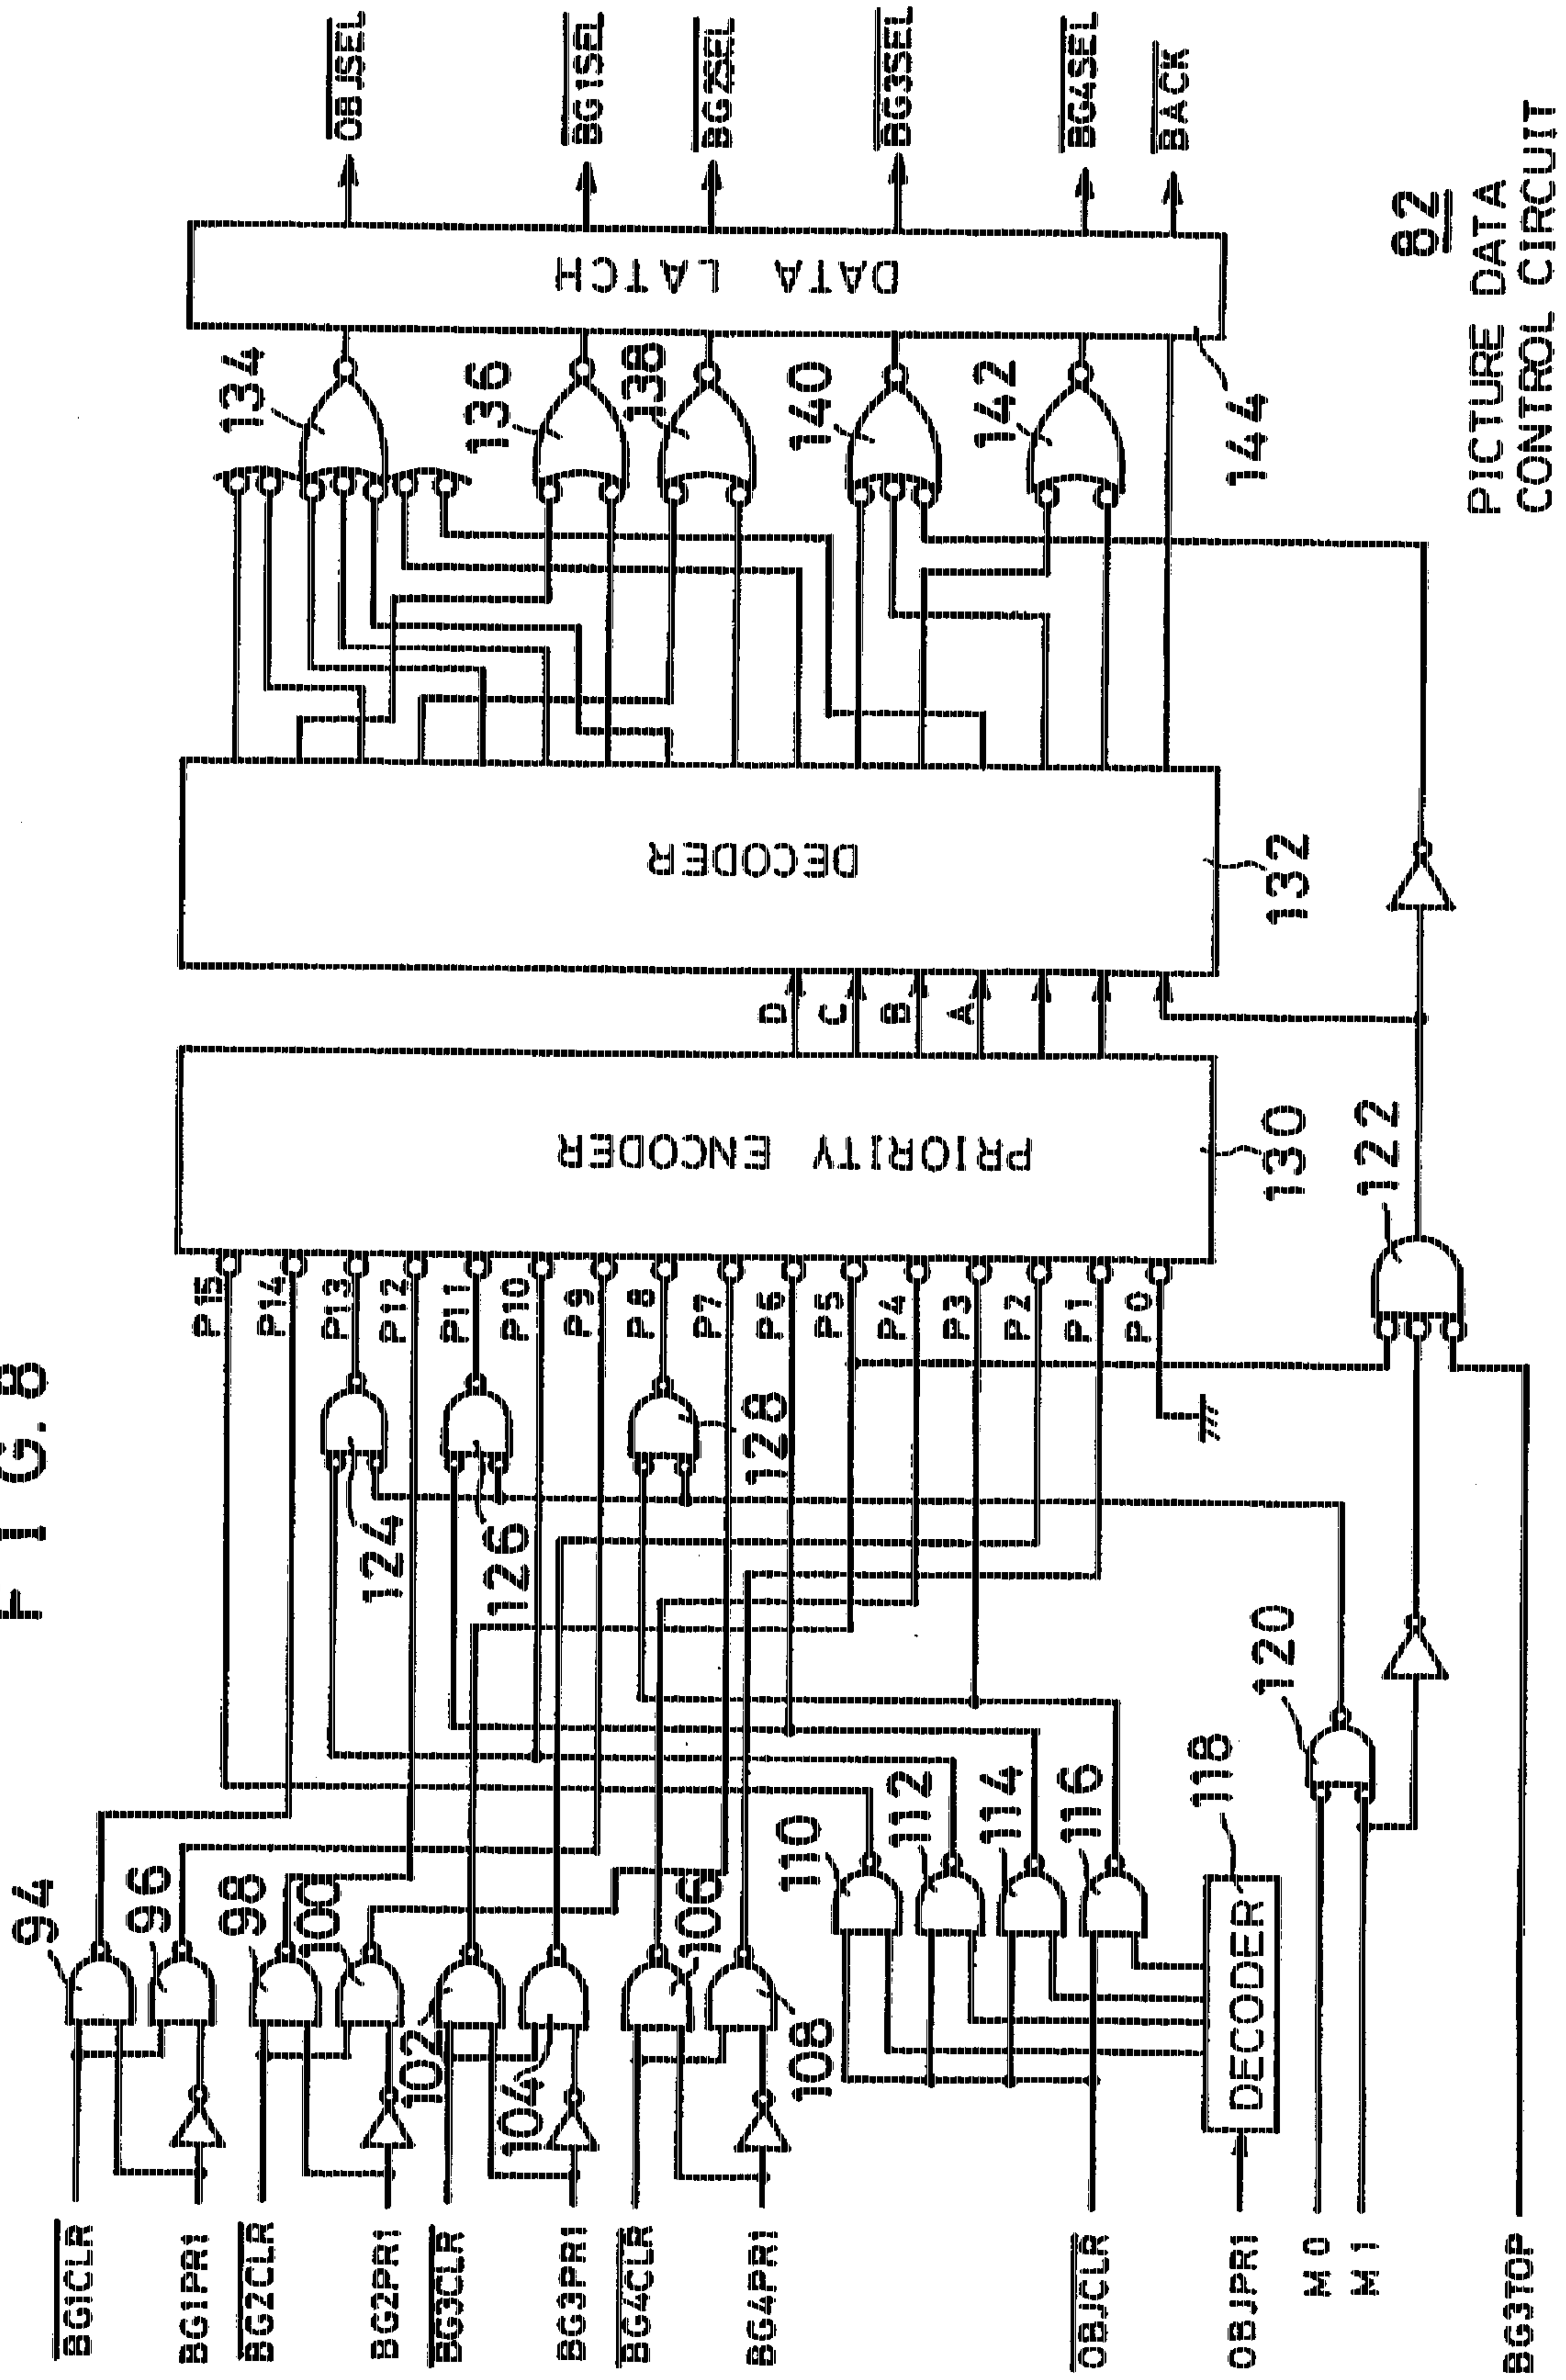 FIG. 8
BG1CLR
BG1PRI
BG2CLR
BG2PRI
BG3CLR
BG3PRI
BG4CLR
BG4PRI
OBJCLR
OBJPRI
M0
M1
BG3TOP
94
96
98
100
102
104
106
108
110
112
114
116
118
DECODER
120
124
126
128
122
P15
P14
P13
P12
P11
P10
P9
P8
P7
P6
P5
P4
P3
P2
P1
P0
PRIORITY ENCODER
130
D
C
B
A
DECODER
132
134
136
138
140
142
DATA LATCH
144
OBJSEL
BG1SEL
BG2SEL
BG3SEL
BG4SEL
BACK
82
PICTURE DATA
CONTROL CIRCUIT